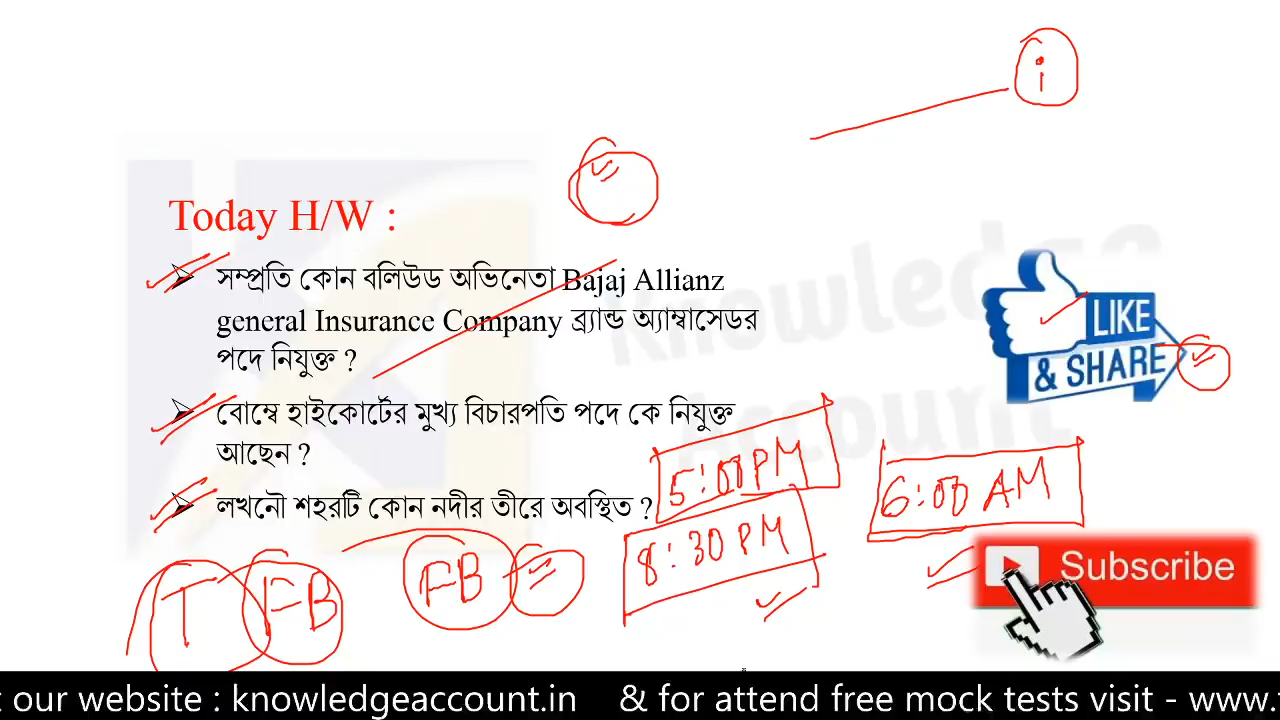 i
Today H/W :
সম্প্রতি কোন বলিউড অভিনেতা Bajaj Allianz
general Insurance Company ব্র্যান্ড অ্যাম্বাসেডর
পদে নিযুক্ত ?
বোম্বে হাইকোর্টের মুখ্য বিচারপতি পদে কে নিযুক্ত
আছেন ?
লখনৌ শহরটি কোন নদীর তীরে অবস্থিত ?
Knowledge
Account
LIKE
& SHARE
5:00 PM
6:00 AM
8:30 PM
T
FB
FB
Subscribe
our website : knowledgeaccount.in & for attend free mock tests visit - www.